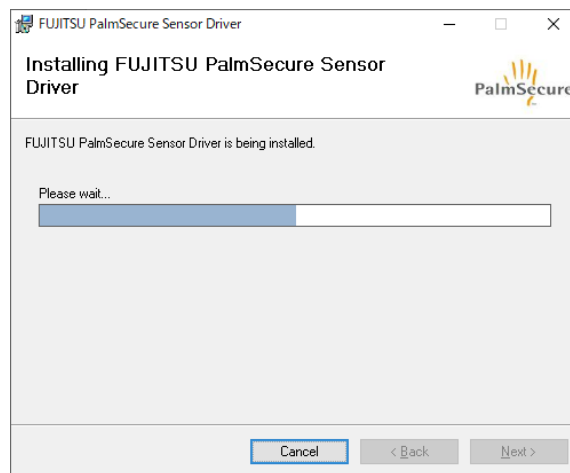 FUJITSU PalmSecure Sensor Driver
Installing FUJITSU PalmSecure Sensor
Driver
PalmSecure
FUJITSU PalmSecure Sensor Driver is being installed.
Please wait...
Cancel
< Back
Next >